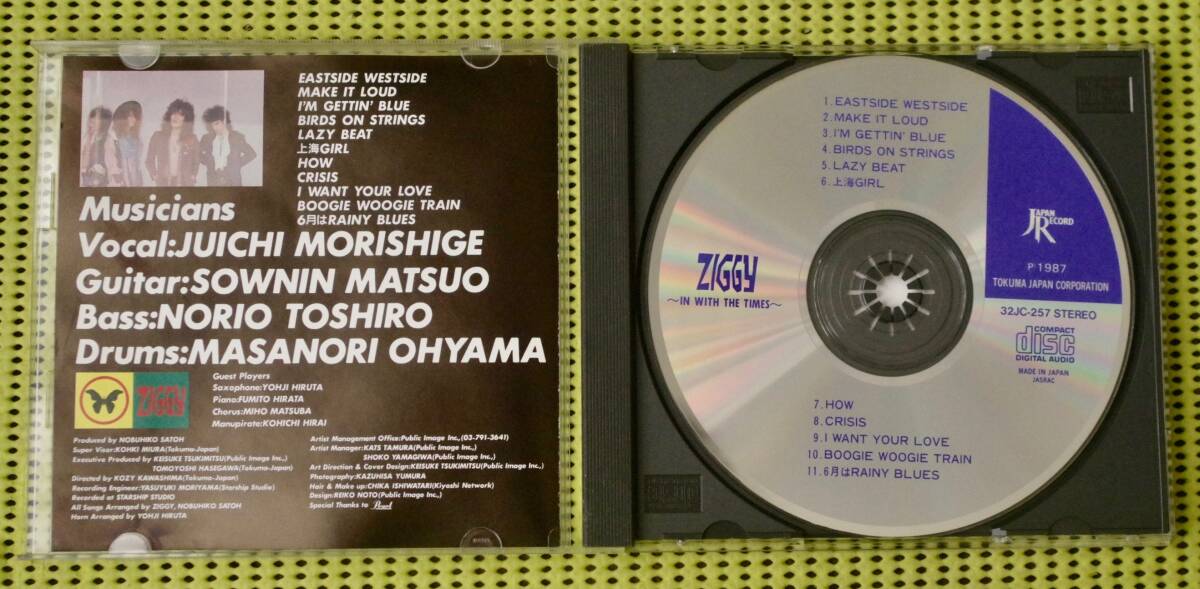 EASTSIDE WESTSIDE
MAKE IT LOUD
I'M GETTIN' BLUE
BIRDS ON STRINGS
LAZY BEAT
上海GIRL
HOW
CRISIS
I WANT YOUR LOVE
BOOGIE WOOGIE TRAIN
6月はRAINY BLUES
Musicians
Vocal:JUICHI MORISHIGE
Guitar:SOWNIN MATSUO
Bass:NORIO TOSHIRO
Drums:MASANORI OHYAMA
ZIGGY
Guest Players
Saxophone:YOHJI HIRUTA
Piano:FUMITO HIRATA
Chorus:MIHO MATSUBA
Manupirate:KOHICHI HIRAI
Produced by NOBUHIKO SATOH
Super Visor:KOHKI MIURA(Tokuma-Japan)
Executive Produced by KEISUKE TSUKIMITSU(Public Image Inc.,)
TOMOYOSHI HASEGAWA(Tokuma-Japan)
Directed by KOZY KAWASHIMA(Tokuma-Japan)
Recording Engineer:YASUYUKI MORIYAMA(Starship Studio)
Recorded at STARSHIP STUDIO
All Songs Arranged by ZIGGY, NOBUHIKO SATOH
Horn Arranged by YOHJI HIRUTA
Artist Management Office:Public Image Inc,(03-791-3641)
Artist Manager:KATS TAMURA(Public Image Inc.,)
SHOKO YAMAGIWA(Public Image Inc.,)
Art Direction & Cover Design:KEISUKE TSUKIMITSU(Public Image Inc.,)
Photography:KAZUHISA YUMURA
Hair & Make up:CHIKA ISHIWATARI(Kiyoshi Network)
Design:REIKO NOTO(Public Image Inc.,)
Special Thanks to Pearl
1.EASTSIDE WESTSIDE
2.MAKE IT LOUD
3.I'M GETTIN' BLUE
4.BIRDS ON STRINGS
5.LAZY BEAT
6.上海GIRL
JAPAN RECORD
P1987
TOKUMA JAPAN CORPORATION
ZIGGY
～IN WITH THE TIMES～
32JC-257 STEREO
COMPACT
disc
DIGITAL AUDIO
MADE IN JAPAN
JASRAC
7.HOW
8.CRISIS
9.I WANT YOUR LOVE
10.BOOGIE WOOGIE TRAIN
11.6月はRAINY BLUES